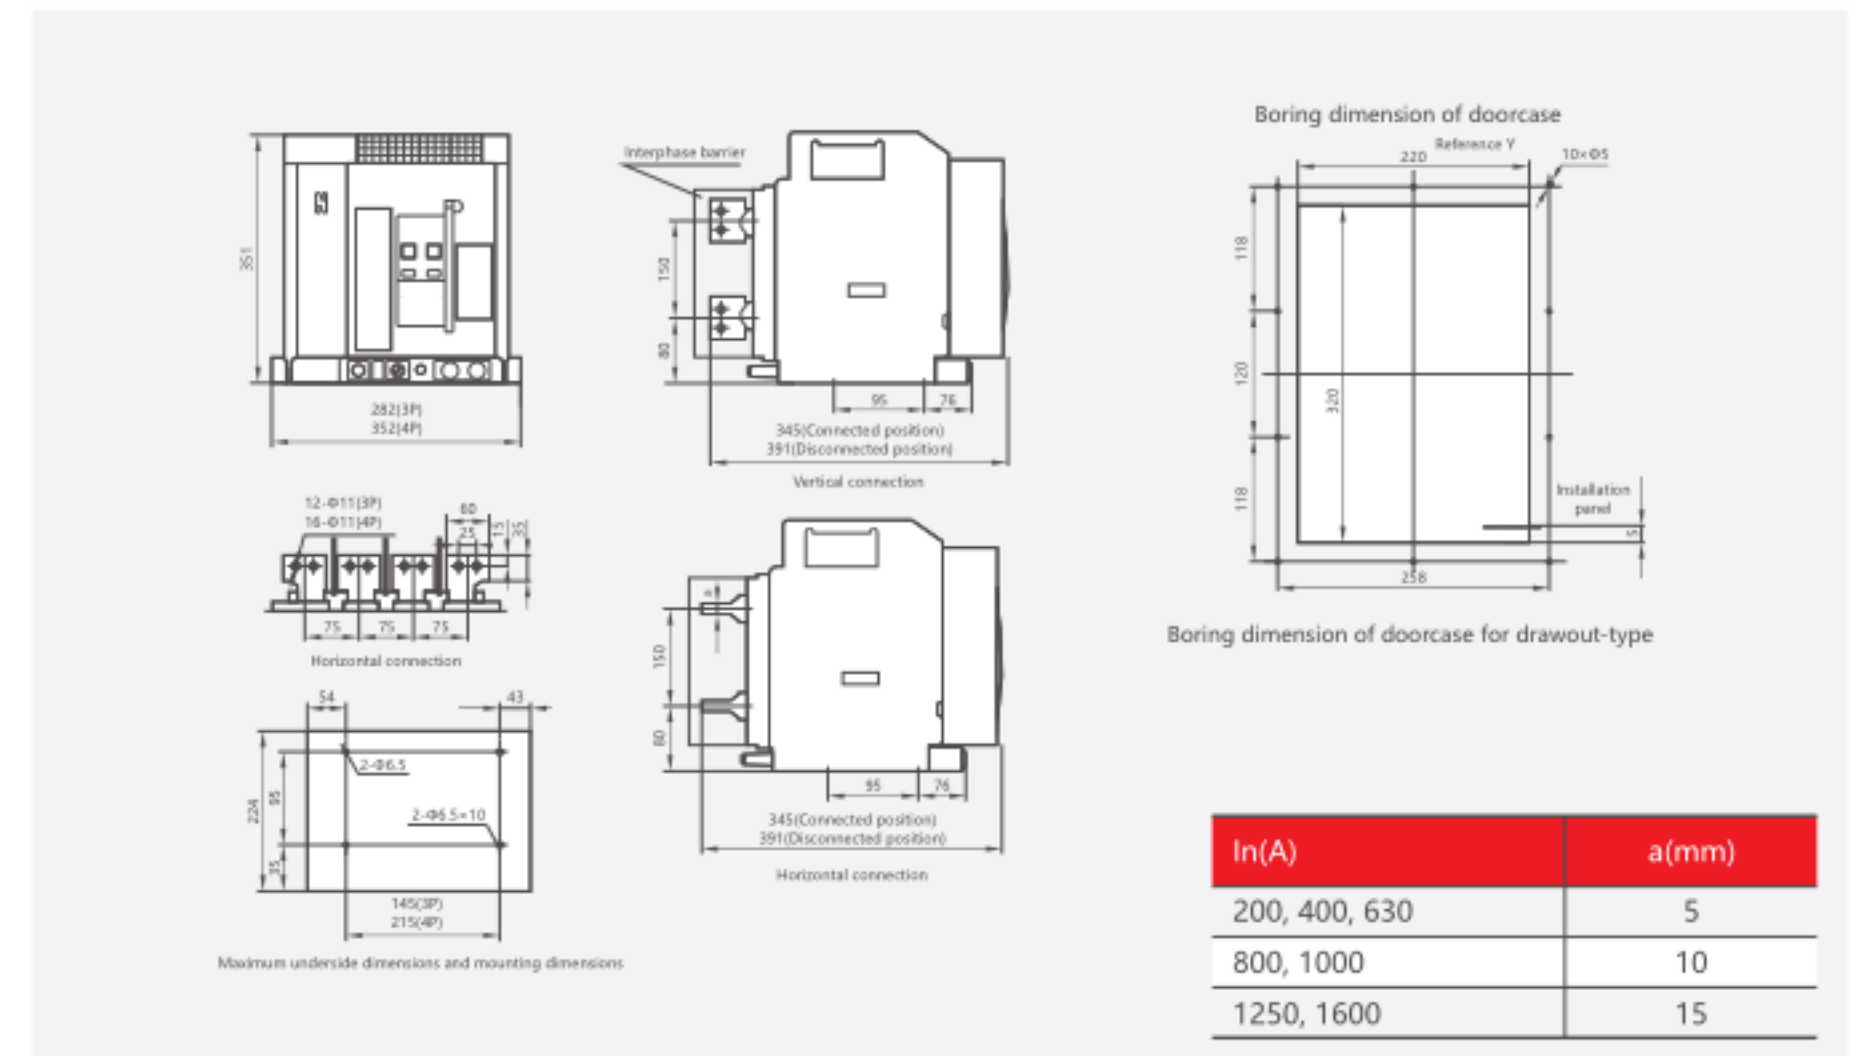 351
282(3P)
352(4P)
Interphase barrier
150
80
95
76
345(Connected position)
391(Disconnected position)
Vertical connection
12-Φ11(3P)
16-Φ11(4P)
60
25
15
35
75
75
75
Horizontal connection
54
43
2-Φ6.5
2-Φ6.5×10
224
95
35
145(3P)
215(4P)
Maximum underside dimensions and mounting dimensions
a
150
80
95
76
345(Connected position)
391(Disconnected position)
Horizontal connection
Boring dimension of doorcase
Reference Y
220
10×Φ5
118
120
118
320
Installation
panel
5
258
Boring dimension of doorcase for drawout-type
In(A) a(mm)
200, 400, 630 5
800, 1000 10
1250, 1600 15